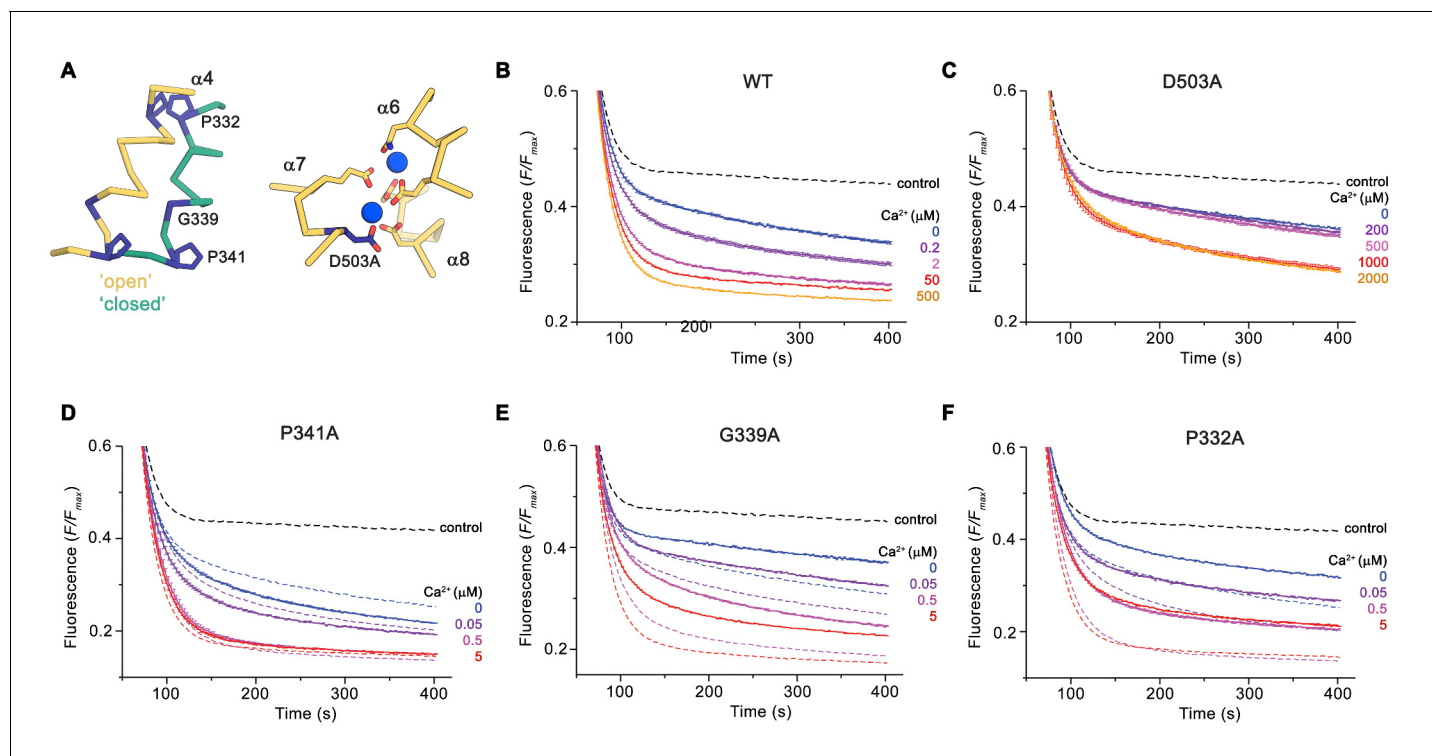 A
α4
P332
G339
P341
'open'
'closed'
α6
α7
D503A
α8
B
WT
Fluorescence (F/Fmax)
0.6
0.4
0.2
control
Ca²⁺ (μM)
0
0.2
2
50
500
100
200
300
400
Time (s)
C
D503A
Fluorescence (F/Fmax)
0.6
0.4
0.2
control
Ca²⁺ (μM)
0
200
500
1000
2000
100
200
300
400
Time (s)
D
P341A
Fluorescence (F/Fmax)
0.6
0.4
0.2
control
Ca²⁺ (μM)
0
0.05
0.5
5
100
200
300
400
Time (s)
E
G339A
Fluorescence (F/Fmax)
0.6
0.4
0.2
control
Ca²⁺ (μM)
0
0.05
0.5
5
100
200
300
400
Time (s)
F
P332A
Fluorescence (F/Fmax)
0.6
0.4
0.2
control
Ca²⁺ (μM)
0
0.05
0.5
5
100
200
300
400
Time (s)